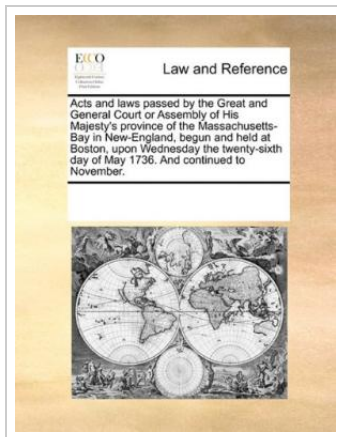 ECCO
Law and Reference
Acts and laws passed by the Great and
General Court or Assembly of His
Majesty's province of the Massachusetts-
Bay in New-England, begun and held at
Boston, upon Wednesday the twenty-sixth
day of May 1736. And continued to
November.